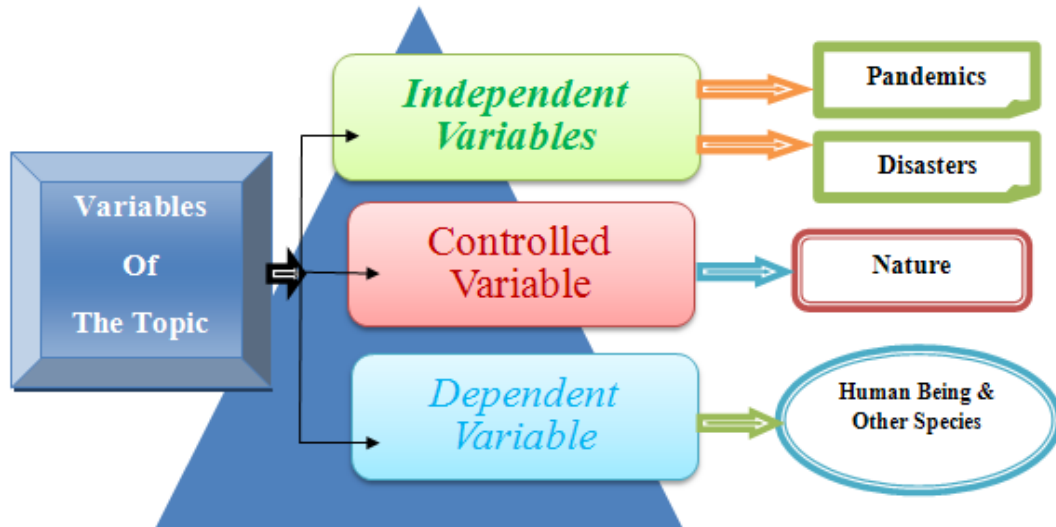 Variables
Of
The Topic
Independent
Variables
Pandemics
Disasters
Controlled
Variable
Nature
Dependent
Variable
Human Being &
Other Species